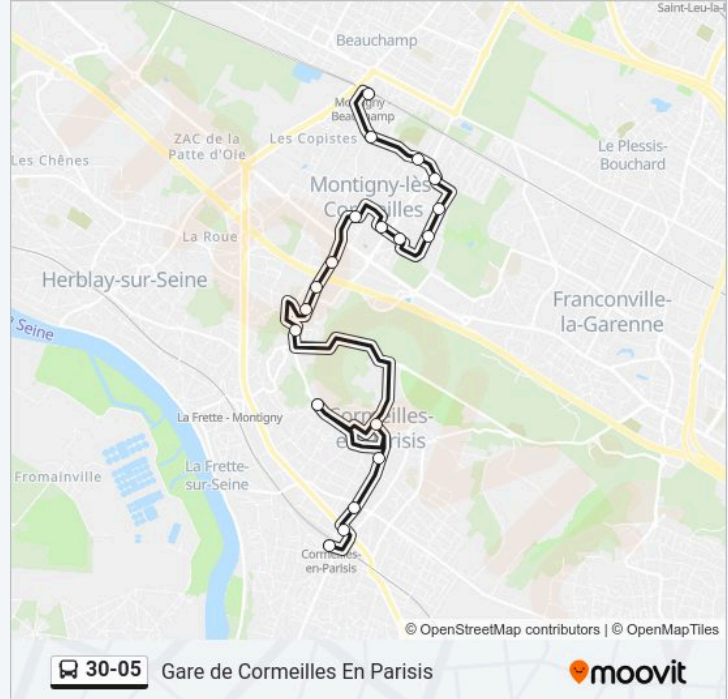 Saint-Leu-la-
Beauchamp
Montigny
Beauchamp
ZAC de la
Patte d'Oie
Les Copistes
Les Chênes
Le Plessis-
Bouchard
Montigny-lès-
Cormeilles
La Roue
Herblay-sur-Seine
Franconville-
la-Garenne
Seine
La Frette - Montigny
Cormeilles-
en-Parisis
Fromainville
La Frette-
sur-Seine
Cormeilles-
en-Parisis
© OpenStreetMap contributors | © OpenMapTiles
30-05 Gare de Cormeilles En Parisis
moovit